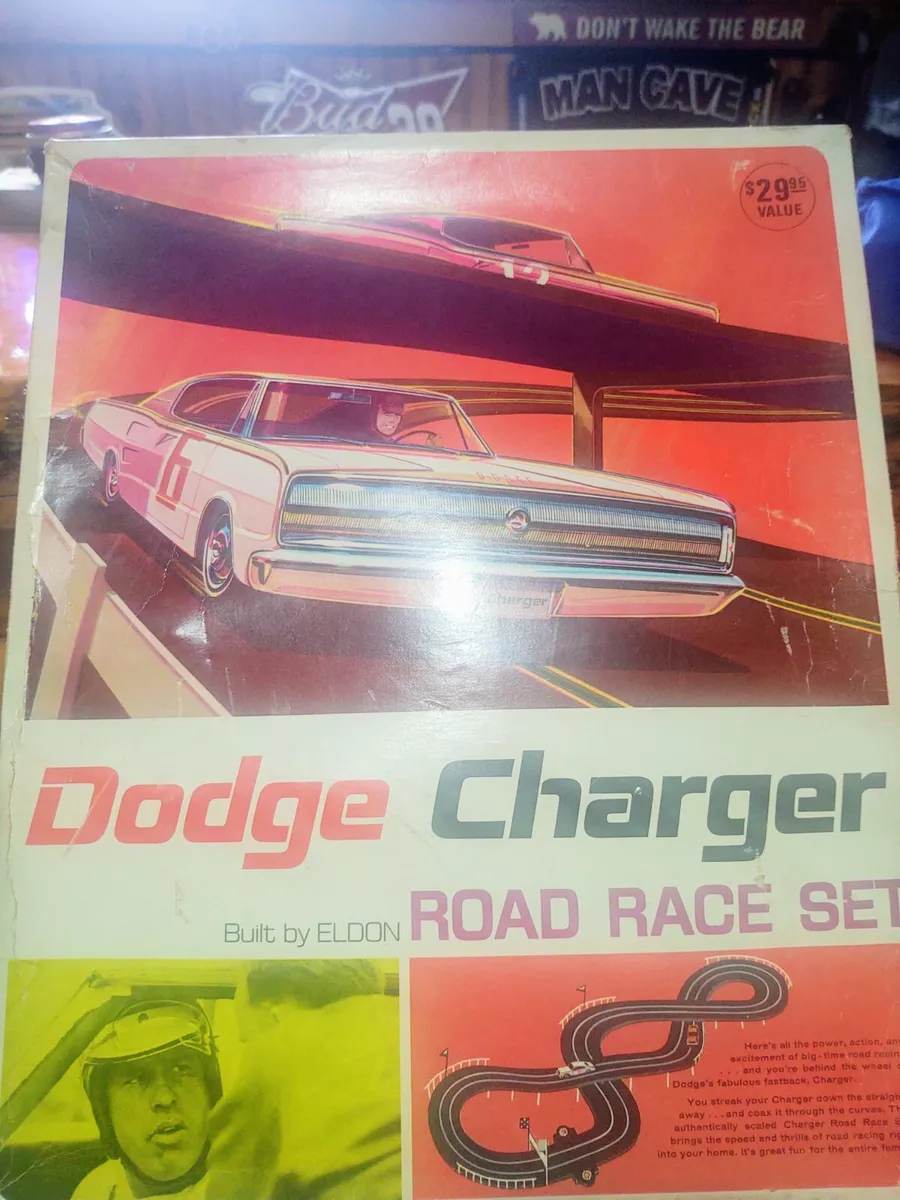 DON'T WAKE THE BEAR
Bud
MAN CAVE
$29.95
VALUE
6
DODGE
Charger
Dodge Charger
Built by ELDON ROAD RACE SET
Here's all the power, action, and
excitement of big-time road racing
... and you're behind the wheel
Dodge's fabulous fastback, Charger.
You streak your Charger down the straight
away ... and coax it through the curves.
authentically scaled Charger Road Race
brings the speed and thrills of road racing
into your home. It's great fun for the entire